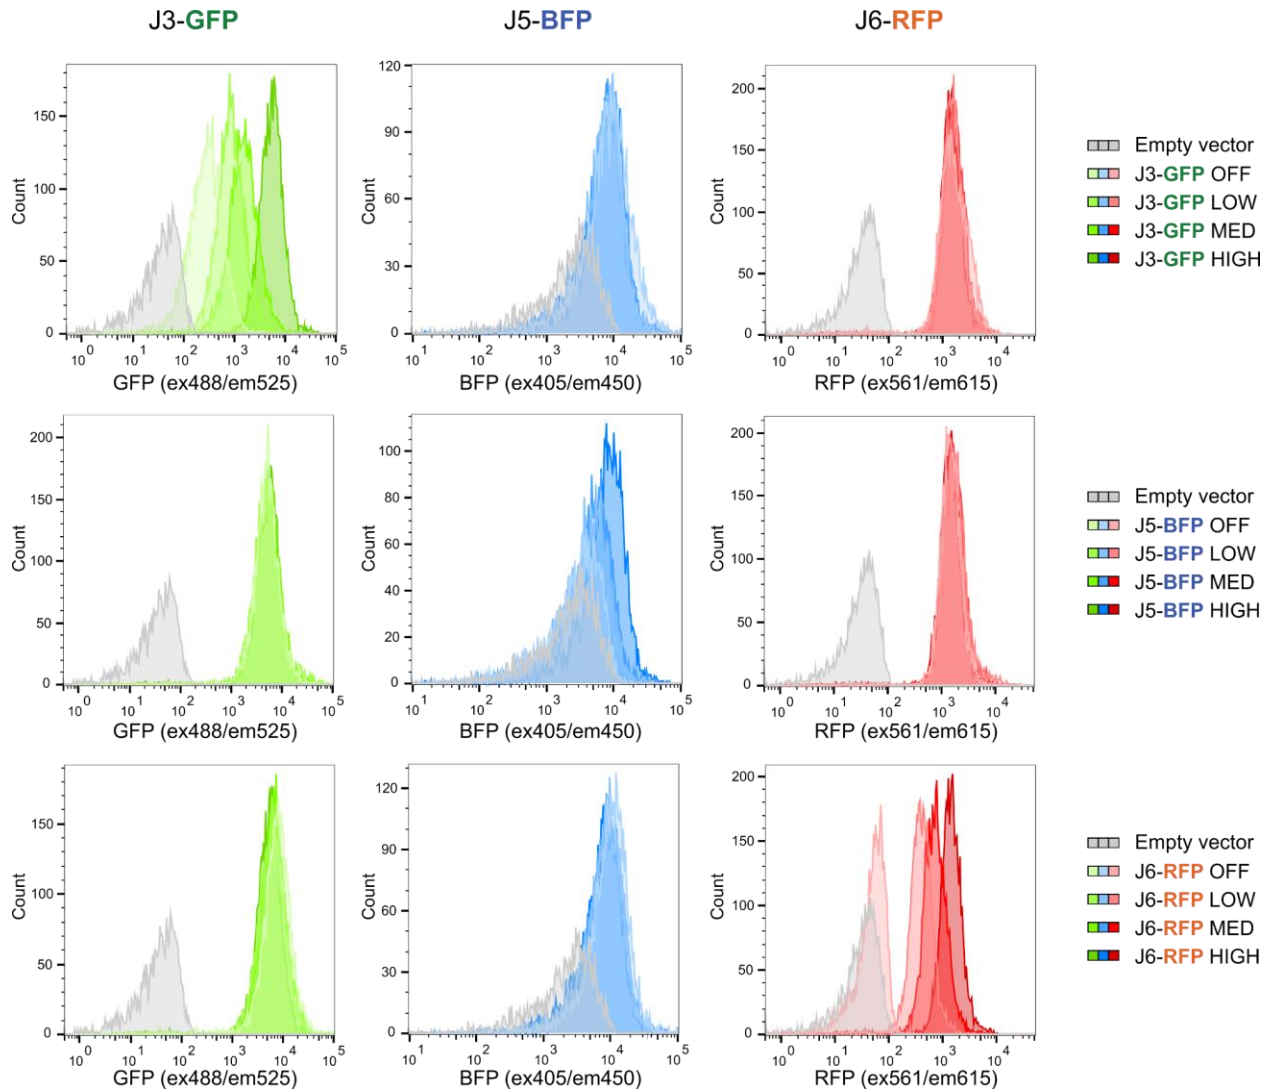 J3-GFP
J5-BFP
J6-RFP
Count
150
100
50
0
10^0 10^1 10^2 10^3 10^4 10^5
GFP (ex488/em525)
Count
120
90
60
30
0
10^1 10^2 10^3 10^4 10^5
BFP (ex405/em450)
Count
200
150
100
50
0
10^0 10^1 10^2 10^3 10^4
RFP (ex561/em615)
Empty vector
J3-GFP OFF
J3-GFP LOW
J3-GFP MED
J3-GFP HIGH
Count
200
150
100
50
0
10^0 10^1 10^2 10^3 10^4 10^5
GFP (ex488/em525)
Count
100
80
60
40
20
0
10^1 10^2 10^3 10^4 10^5
BFP (ex405/em450)
Count
200
150
100
50
0
10^0 10^1 10^2 10^3 10^4
RFP (ex561/em615)
Empty vector
J5-BFP OFF
J5-BFP LOW
J5-BFP MED
J5-BFP HIGH
Count
150
100
50
0
10^0 10^1 10^2 10^3 10^4 10^5
GFP (ex488/em525)
Count
120
90
60
30
0
10^1 10^2 10^3 10^4 10^5
BFP (ex405/em450)
Count
200
150
100
50
0
10^0 10^1 10^2 10^3 10^4
RFP (ex561/em615)
Empty vector
J6-RFP OFF
J6-RFP LOW
J6-RFP MED
J6-RFP HIGH